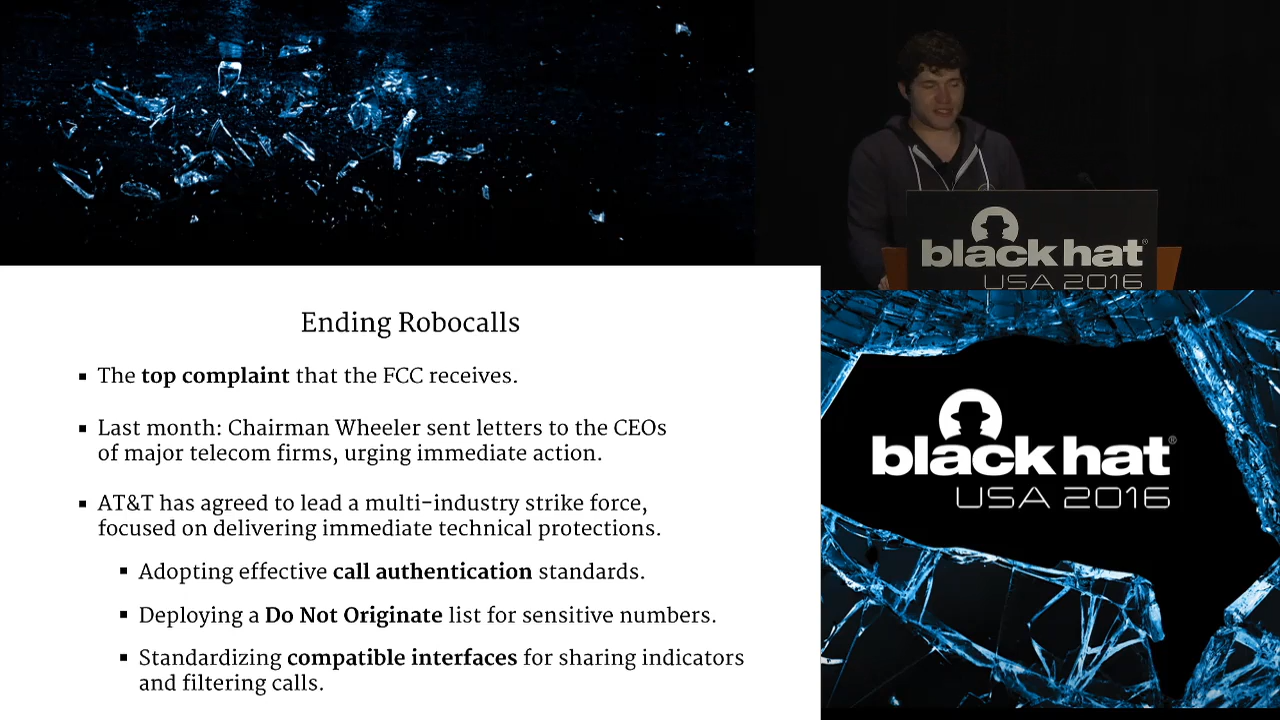 black hat®
USA 2016
Ending Robocalls
▪ The top complaint that the FCC receives.
▪ Last month: Chairman Wheeler sent letters to the CEOs
of major telecom firms, urging immediate action.
▪ AT&T has agreed to lead a multi-industry strike force,
focused on delivering immediate technical protections.
▪ Adopting effective call authentication standards.
▪ Deploying a Do Not Originate list for sensitive numbers.
▪ Standardizing compatible interfaces for sharing indicators
and filtering calls.
black hat®
USA 2016